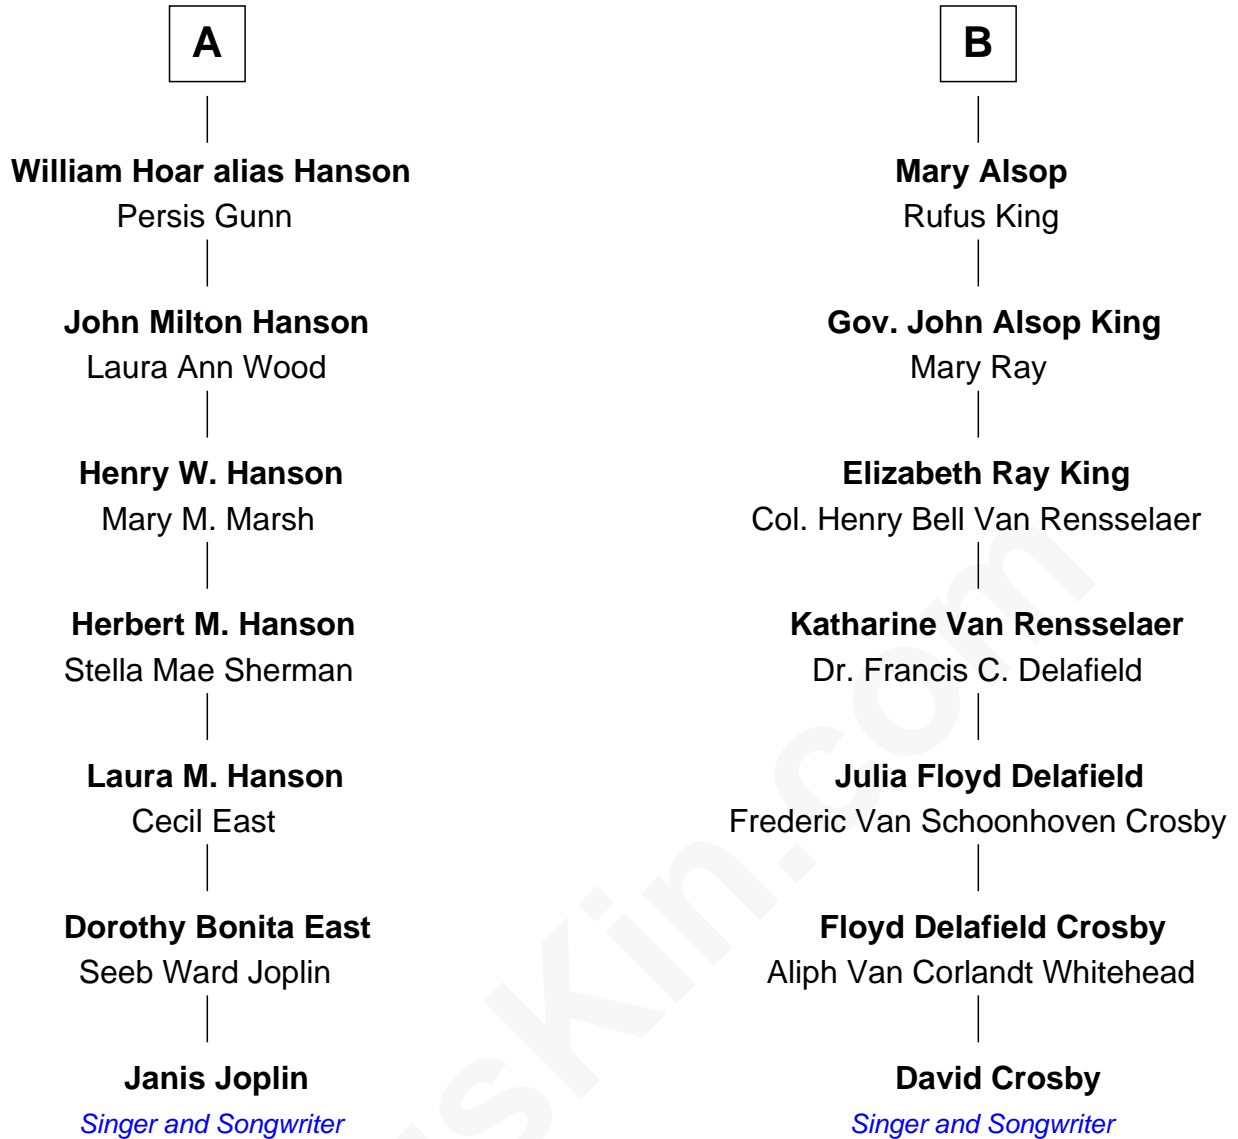 A
William Hoar alias Hanson
Persis Gunn
John Milton Hanson
Laura Ann Wood
Henry W. Hanson
Mary M. Marsh
Herbert M. Hanson
Stella Mae Sherman
Laura M. Hanson
Cecil East
Dorothy Bonita East
Seeb Ward Joplin
Janis Joplin
Singer and Songwriter
B
Mary Alsop
Rufus King
Gov. John Alsop King
Mary Ray
Elizabeth Ray King
Col. Henry Bell Van Rensselaer
Katharine Van Rensselaer
Dr. Francis C. Delafield
Julia Floyd Delafield
Frederic Van Schoonhoven Crosby
Floyd Delafield Crosby
Aliph Van Corlandt Whitehead
David Crosby
Singer and Songwriter